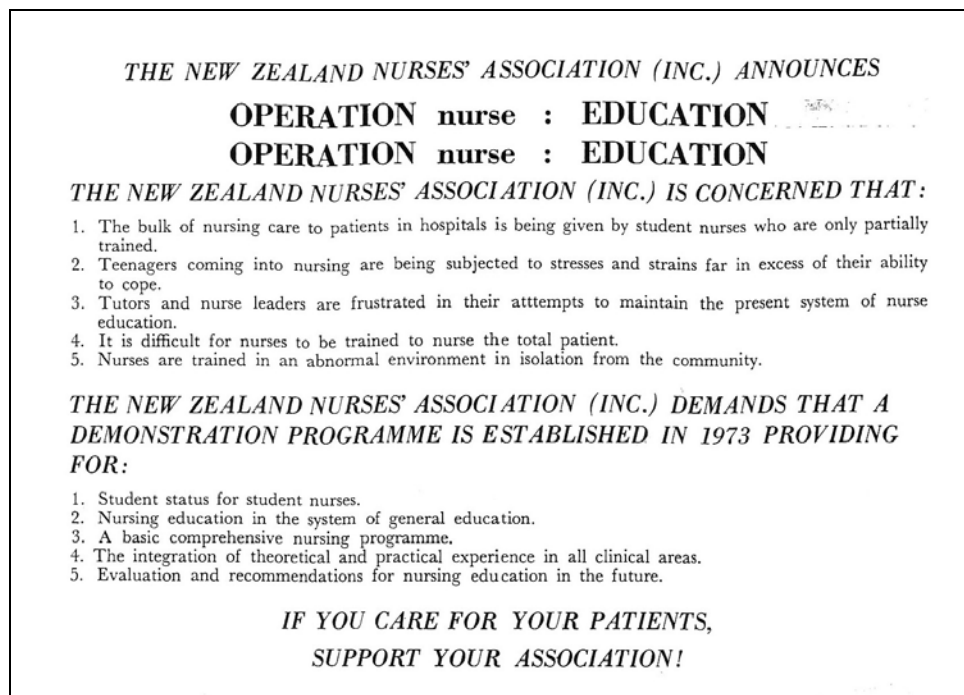 THE NEW ZEALAND NURSES' ASSOCIATION (INC.) ANNOUNCES
OPERATION nurse : EDUCATION
OPERATION nurse : EDUCATION
THE NEW ZEALAND NURSES' ASSOCIATION (INC.) IS CONCERNED THAT:
1. The bulk of nursing care to patients in hospitals is being given by student nurses who are only partially
trained.
2. Teenagers coming into nursing are being subjected to stresses and strains far in excess of their ability
to cope.
3. Tutors and nurse leaders are frustrated in their atttempts to maintain the present system of nurse
education.
4. It is difficult for nurses to be trained to nurse the total patient.
5. Nurses are trained in an abnormal environment in isolation from the community.
THE NEW ZEALAND NURSES' ASSOCIATION (INC.) DEMANDS THAT A
DEMONSTRATION PROGRAMME IS ESTABLISHED IN 1973 PROVIDING
FOR:
1. Student status for student nurses.
2. Nursing education in the system of general education.
3. A basic comprehensive nursing programme.
4. The integration of theoretical and practical experience in all clinical areas.
5. Evaluation and recommendations for nursing education in the future.
IF YOU CARE FOR YOUR PATIENTS,
SUPPORT YOUR ASSOCIATION!